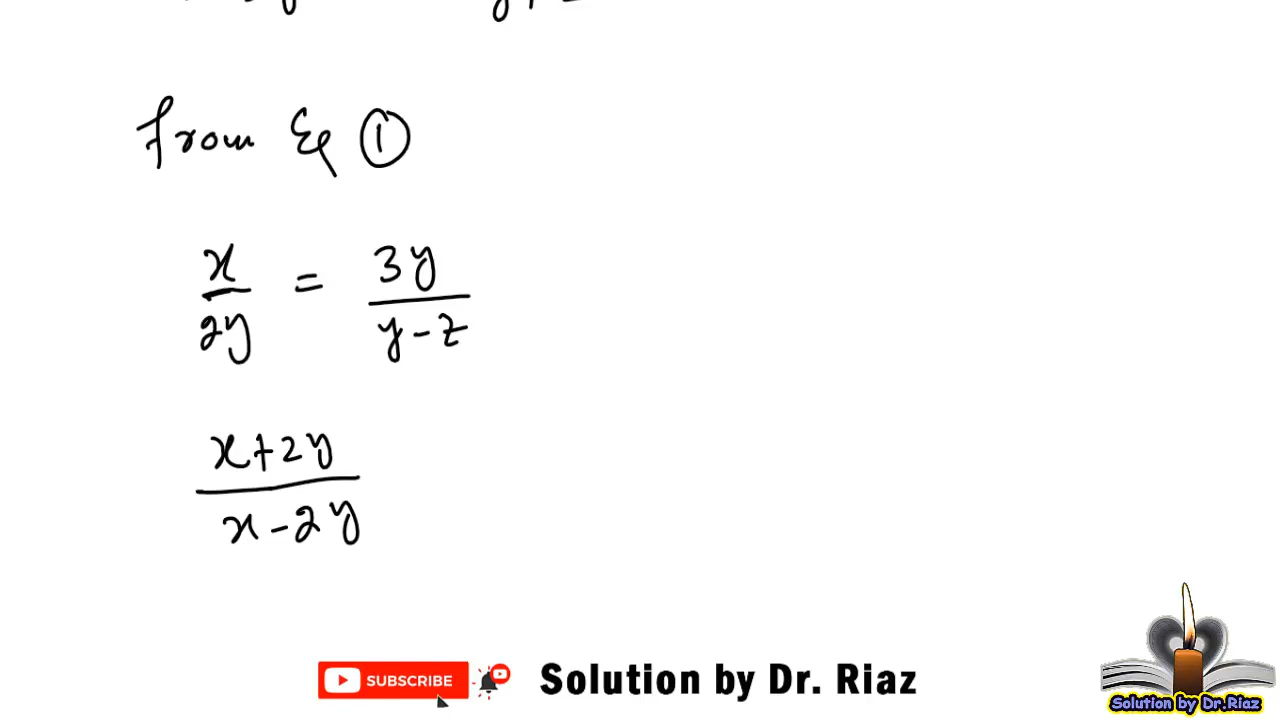 From Eq ①
x/2y = 3y/y-z
x+2y/x-2y
SUBSCRIBE
Solution by Dr. Riaz
Solution by Dr.Riaz